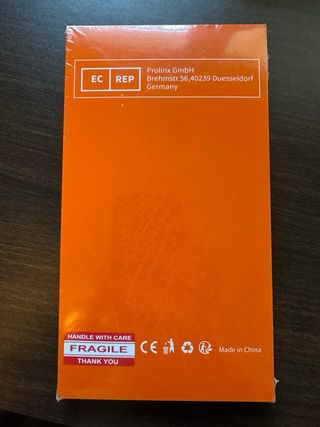 EC REP
Prolinx GmbH
Brehmstr.56,40239 Duesseldorf
Germany
HANDLE WITH CARE
FRAGILE
THANK YOU
CE
Made in China